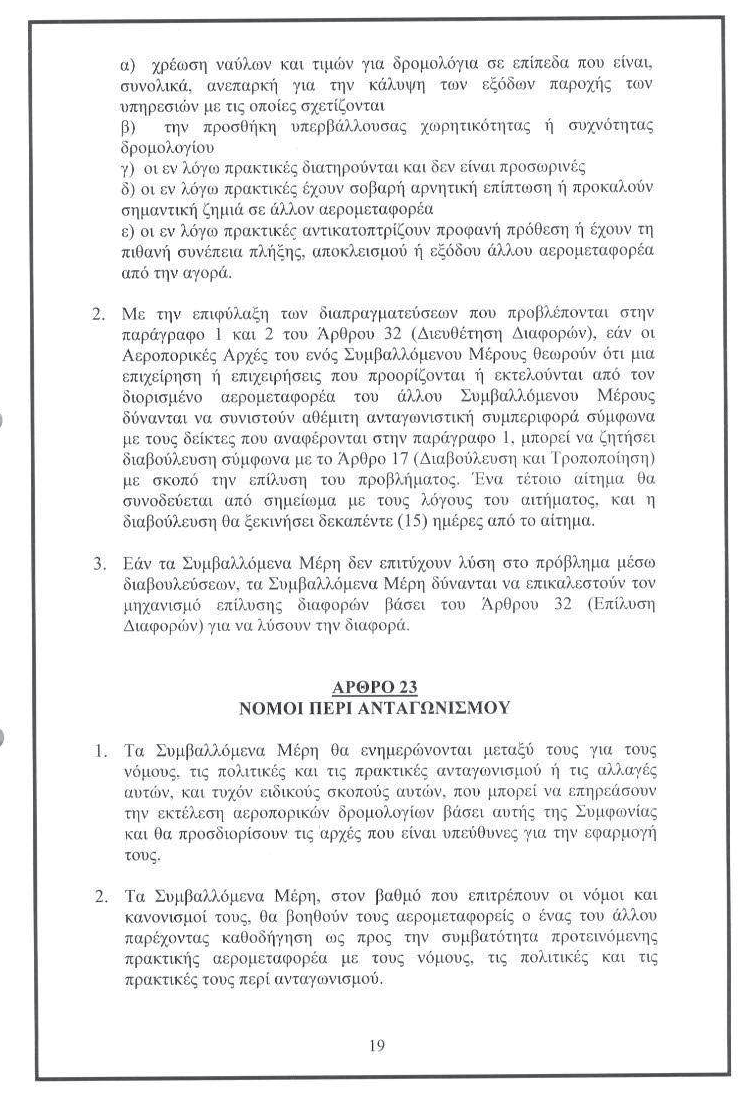 α) χρέωση ναύλων και τιμών για δρομολόγια σε επίπεδα που είναι,
συνολικά, ανεπαρκή για την κάλυψη των εξόδων παροχής των
υπηρεσιών με τις οποίες σχετίζονται
β) την προσθήκη υπερβάλλουσας χωρητικότητας ή συχνότητας
δρομολογίου
γ) οι εν λόγω πρακτικές διατηρούνται και δεν είναι προσωρινές
δ) οι εν λόγω πρακτικές έχουν σοβαρή αρνητική επίπτωση ή προκαλούν
σημαντική ζημιά σε άλλον αερομεταφορέα
ε) οι εν λόγω πρακτικές αντικατοπτρίζουν προφανή πρόθεση ή έχουν τη
πιθανή συνέπεια πλήξης, αποκλεισμού ή εξόδου άλλου αερομεταφορέα
από την αγορά.
2. Με την επιφύλαξη των διαπραγματεύσεων που προβλέπονται στην
παράγραφο 1 και 2 του Άρθρου 32 (Διευθέτηση Διαφορών), εάν οι
Αεροπορικές Αρχές του ενός Συμβαλλόμενου Μέρους θεωρούν ότι μια
επιχείρηση ή επιχειρήσεις που προορίζονται ή εκτελούνται από τον
διορισμένο αερομεταφορέα του άλλου Συμβαλλόμενου Μέρους
δύνανται να συνιστούν αθέμιτη ανταγωνιστική συμπεριφορά σύμφωνα
με τους δείκτες που αναφέρονται στην παράγραφο 1, μπορεί να ζητήσει
διαβούλευση σύμφωνα με το Άρθρο 17 (Διαβούλευση και Τροποποίηση)
με σκοπό την επίλυση του προβλήματος. Ένα τέτοιο αίτημα θα
συνοδεύεται από σημείωμα με τους λόγους του αιτήματος, και η
διαβούλευση θα ξεκινήσει δεκαπέντε (15) ημέρες από το αίτημα.
3. Εάν τα Συμβαλλόμενα Μέρη δεν επιτύχουν λύση στο πρόβλημα μέσω
διαβουλεύσεων, τα Συμβαλλόμενα Μέρη δύνανται να επικαλεστούν τον
μηχανισμό επίλυσης διαφορών βάσει του Άρθρου 32 (Επίλυση
Διαφορών) για να λύσουν την διαφορά.
ΑΡΘΡΟ 23
ΝΟΜΟΙ ΠΕΡΙ ΑΝΤΑΓΩΝΙΣΜΟΥ
1. Τα Συμβαλλόμενα Μέρη θα ενημερώνονται μεταξύ τους για τους
νόμους, τις πολιτικές και τις πρακτικές ανταγωνισμού ή τις αλλαγές
αυτών, και τυχόν ειδικούς σκοπούς αυτών, που μπορεί να επηρεάσουν
την εκτέλεση αεροπορικών δρομολογίων βάσει αυτής της Συμφωνίας
και θα προσδιορίσουν τις αρχές που είναι υπεύθυνες για την εφαρμογή
τους.
2. Τα Συμβαλλόμενα Μέρη, στον βαθμό που επιτρέπουν οι νόμοι και
κανονισμοί τους, θα βοηθούν τους αερομεταφορείς ο ένας του άλλου
παρέχοντας καθοδήγηση ως προς την συμβατότητα προτεινόμενης
πρακτικής αερομεταφορέα με τους νόμους, τις πολιτικές και τις
πρακτικές τους περί ανταγωνισμού.
19